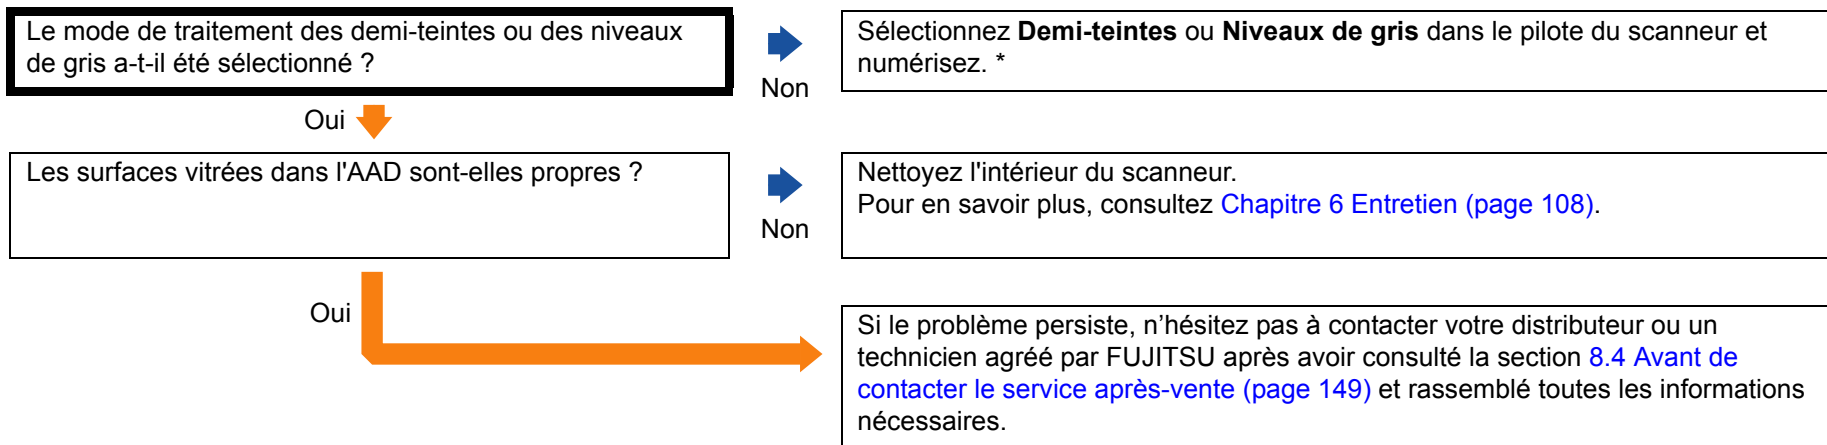 Le mode de traitement des demi-teintes ou des niveaux
de gris a-t-il été sélectionné ?
Non
Sélectionnez Demi-teintes ou Niveaux de gris dans le pilote du scanneur et
numérisez. *
Oui
Les surfaces vitrées dans l'AAD sont-elles propres ?
Non
Nettoyez l'intérieur du scanneur.
Pour en savoir plus, consultez Chapitre 6 Entretien (page 108).
Oui
Si le problème persiste, n’hésitez pas à contacter votre distributeur ou un
technicien agréé par FUJITSU après avoir consulté la section 8.4 Avant de
contacter le service après-vente (page 149) et rassemblé toutes les informations
nécessaires.